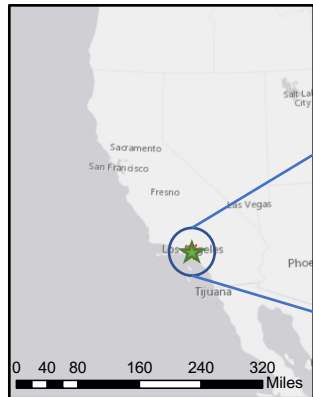 Salt Lak
City
Sacramento
San Francisco
Fresno
Las Vegas
Los Angeles
Phoe
Tijuana
0 40 80 160 240 320
Miles